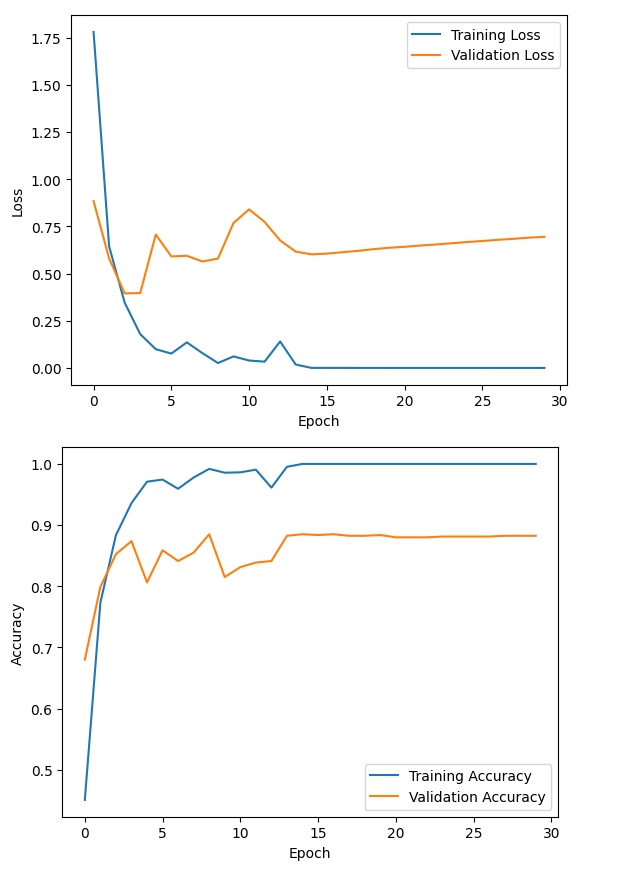 1.75
1.50
1.25
1.00
0.75
0.50
0.25
0.00
Loss
Training Loss
Validation Loss
0 5 10 15 20 25 30
Epoch
1.0
0.9
0.8
0.7
0.6
0.5
Accuracy
Training Accuracy
Validation Accuracy
0 5 10 15 20 25 30
Epoch